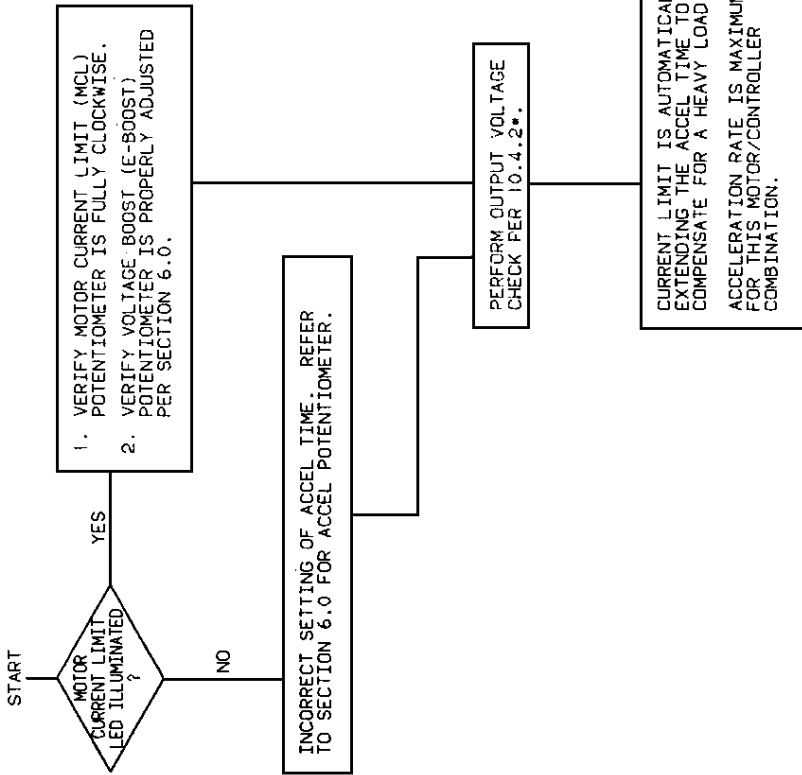 START
MOTOR
CURRENT LIMIT
LED ILLUMINATED
?
YES
1. VERIFY MOTOR CURRENT LIMIT (MCL)
POTENTIOMETER IS FULLY CLOCKWISE.
2. VERIFY VOLTAGE BOOST (E-BOOST)
POTENTIOMETER IS PROPERLY ADJUSTED
PER SECTION 6.0.
NO
INCORRECT SETTING OF ACCEL TIME. REFER
TO SECTION 6.0 FOR ACCEL POTENTIOMETER.
PERFORM OUTPUT VOLTAGE
CHECK PER 10.4.2*.
CURRENT LIMIT IS
EXTENDING THE ACCEL TIME TO
COMPENSATE FOR A HEAVY LOAD
ACCELERATION RATE IS
FOR THIS MOTOR/CONTROLLER
COMBINATION.